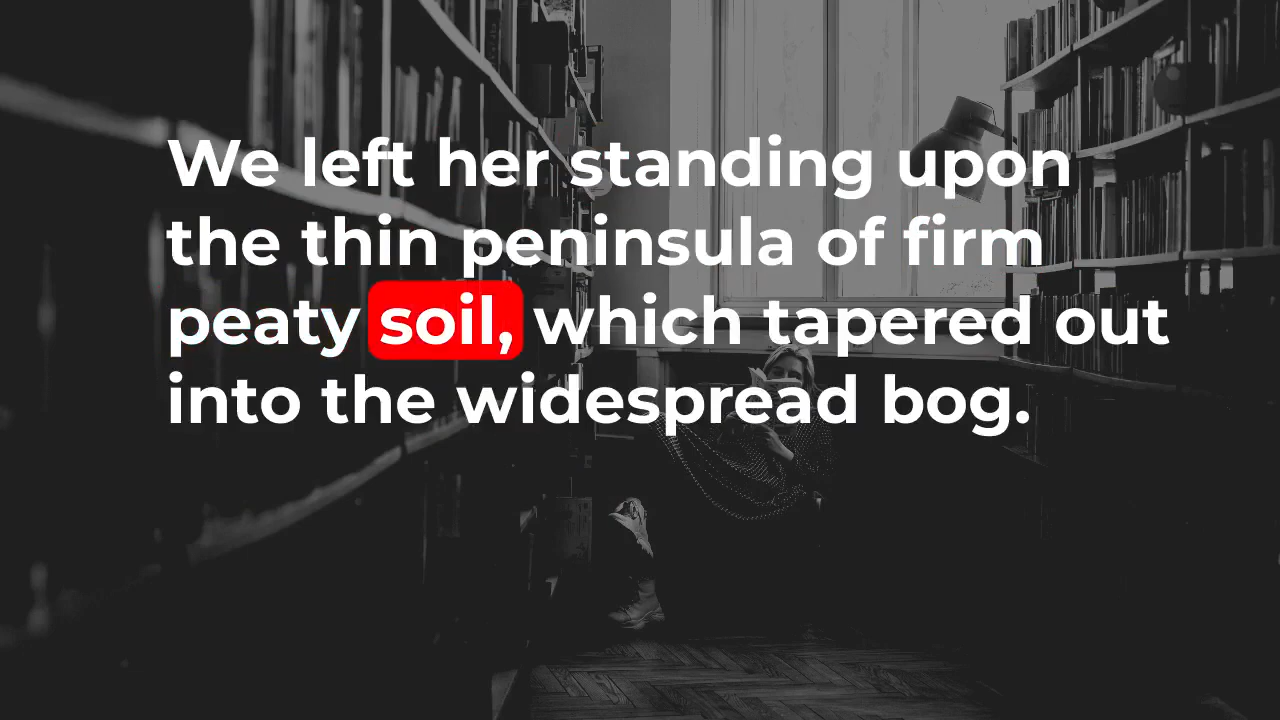 We left her standing upon
the thin peninsula of firm
peaty soil, which tapered out
into the widespread bog.